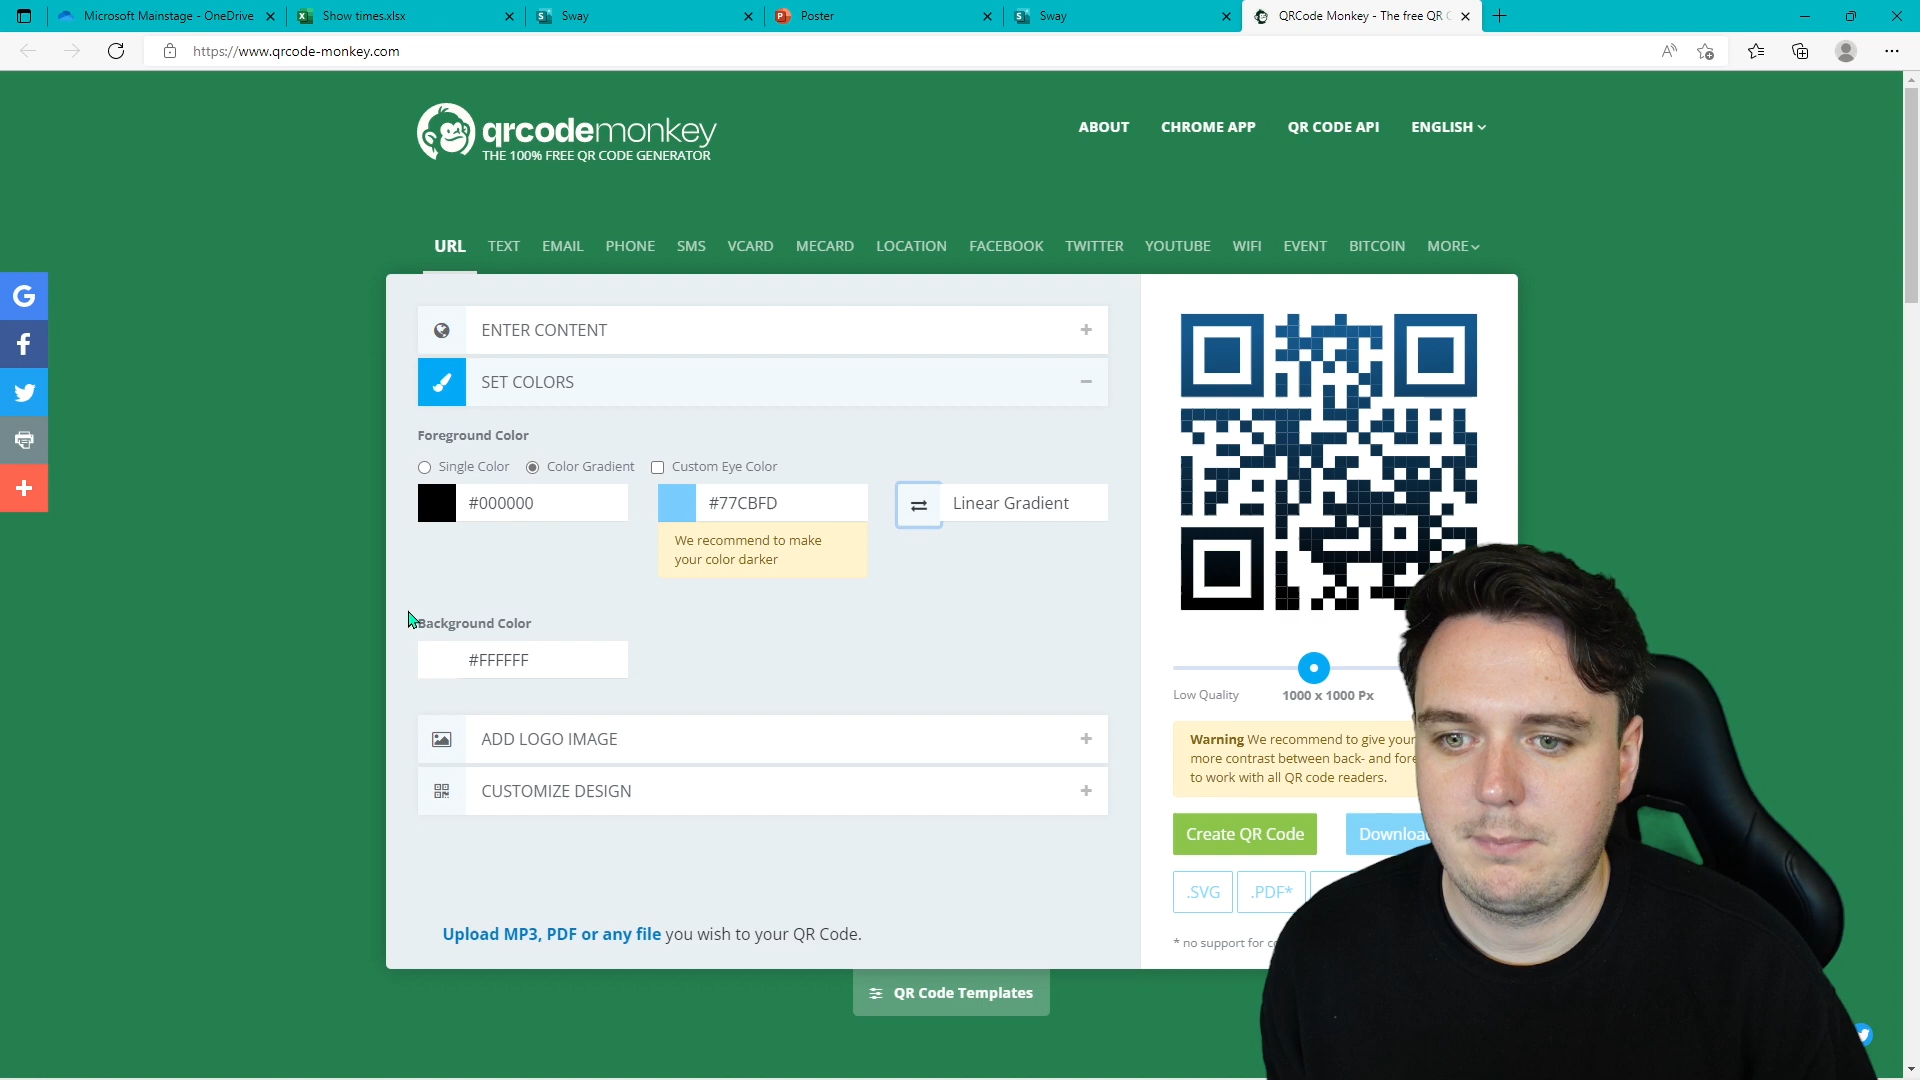 Microsoft Mainstage - OneDrive
Show times.xlsx
Sway
Poster
Sway
QRCode Monkey - The free QR C
https://www.qrcode-monkey.com
qrcodemonkey
THE 100% FREE QR CODE GENERATOR
ABOUT
CHROME APP
QR CODE API
ENGLISH
URL
TEXT
EMAIL
PHONE
SMS
VCARD
MECARD
LOCATION
FACEBOOK
TWITTER
YOUTUBE
WIFI
EVENT
BITCOIN
MORE
ENTER CONTENT
SET COLORS
Foreground Color
Single Color
Color Gradient
Custom Eye Color
#000000
#77CBFD
Linear Gradient
We recommend to make
your color darker
Background Color
#FFFFFF
ADD LOGO IMAGE
CUSTOMIZE DESIGN
Upload MP3, PDF or any file you wish to your QR Code.
Low Quality
1000 x 1000 Px
Warning We recommend to give your
more contrast between back- and fore
to work with all QR code readers.
Create QR Code
Download
.SVG
.PDF*
* no support for co
QR Code Templates